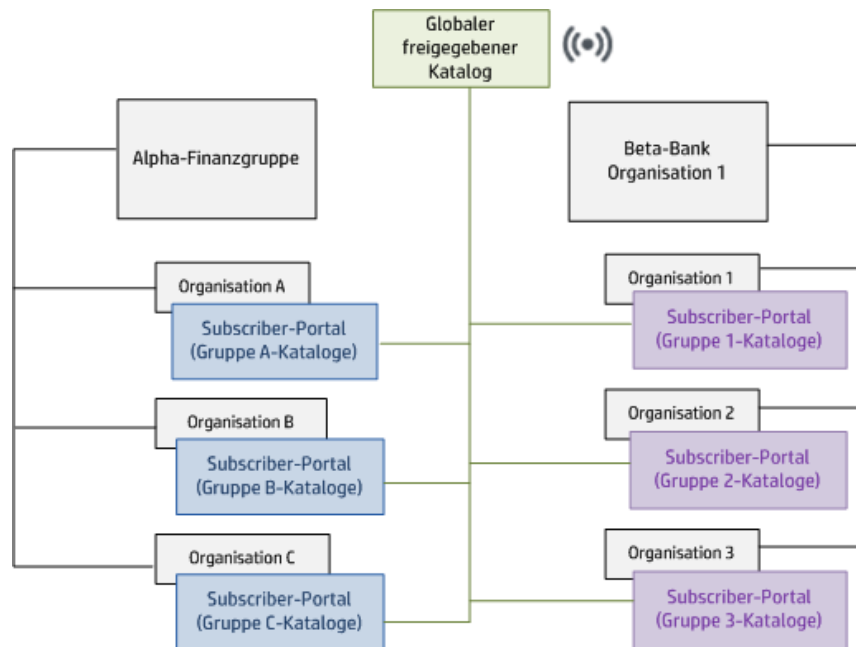 Globaler
freigegebener
Katalog
Alpha-Finanzgruppe
Beta-Bank
Organisation 1
Organisation A
Subscriber-Portal
(Gruppe A-Kataloge)
Organisation 1
Subscriber-Portal
(Gruppe 1-Kataloge)
Organisation B
Subscriber-Portal
(Gruppe B-Kataloge)
Organisation 2
Subscriber-Portal
(Gruppe 2-Kataloge)
Organisation C
Subscriber-Portal
(Gruppe C-Kataloge)
Organisation 3
Subscriber-Portal
(Gruppe 3-Kataloge)